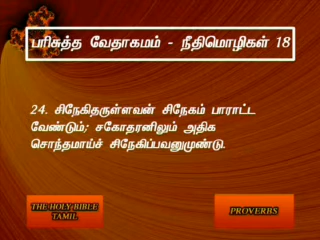 பரிசுத்த வேதாகமம் - நீதிமொழிகள் 18
24. சிநேகிதருள்ளவன் சிநேகம் பாராட்ட
வேண்டும்; சகோதரனிலும் அதிக
சொந்தமாய்ச் சிநேகிப்பவனுமுண்டு.
THE HOLY BIBLE
TAMIL
PROVERBS